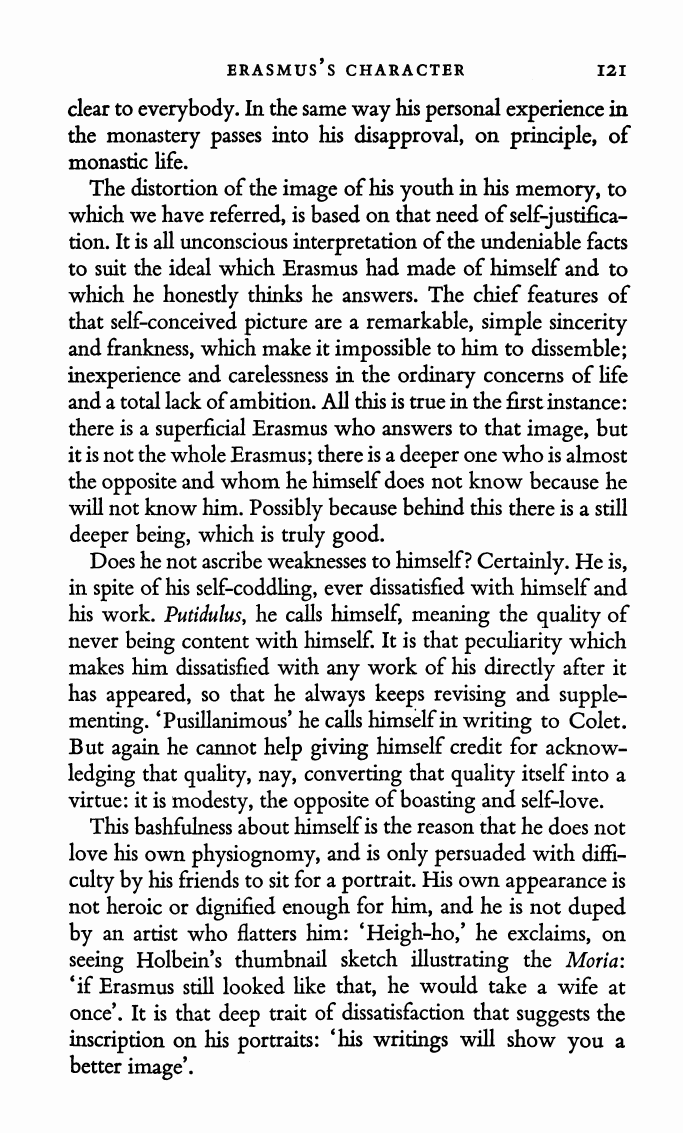 ERASMUS'S CHARACTER 121
clear to everybody. In the same way his personal experience in
the monastery passes into his disapproval, on principle, of
monastic life.
The distortion of the image of his youth in his memory, to
which we have referred, is based on that need of self-justifica-
tion. It is all unconscious interpretation of the undeniable facts
to suit the ideal which Erasmus had made of himself and to
which he honestly thinks he answers. The chief features of
that self-conceived picture are a remarkable, simple sincerity
and frankness, which make it impossible to him to dissemble;
inexperience and carelessness in the ordinary concerns of life
and a total lack of ambition. All this is true in the first instance:
there is a superficial Erasmus who answers to that image, but
it is not the whole Erasmus; there is a deeper one who is almost
the opposite and whom he himself does not know because he
will not know him. Possibly because behind this there is a still
deeper being, which is truly good.
Does he not ascribe weaknesses to himself? Certainly. He is,
in spite of his self-coddling, ever dissatisfied with himself and
his work. Putidulus, he calls himself, meaning the quality of
never being content with himself. It is that peculiarity which
makes him dissatisfied with any work of his directly after it
has appeared, so that he always keeps revising and supple-
menting. 'Pusillanimous' he calls himself in writing to Colet.
But again he cannot help giving himself credit for acknow-
ledging that quality, nay, converting that quality itself into a
virtue: it is modesty, the opposite of boasting and self-love.
This bashfulness about himself is the reason that he does not
love his own physiognomy, and is only persuaded with diffi-
culty by his friends to sit for a portrait. His own appearance is
not heroic or dignified enough for him, and he is not duped
by an artist who flatters him: 'Heigh-ho,' he exclaims, on
seeing Holbein's thumbnail sketch illustrating the Moria:
'if Erasmus still looked like that, he would take a wife at
once'. It is that deep trait of dissatisfaction that suggests the
inscription on his portraits: 'his writings will show you a
better image'.